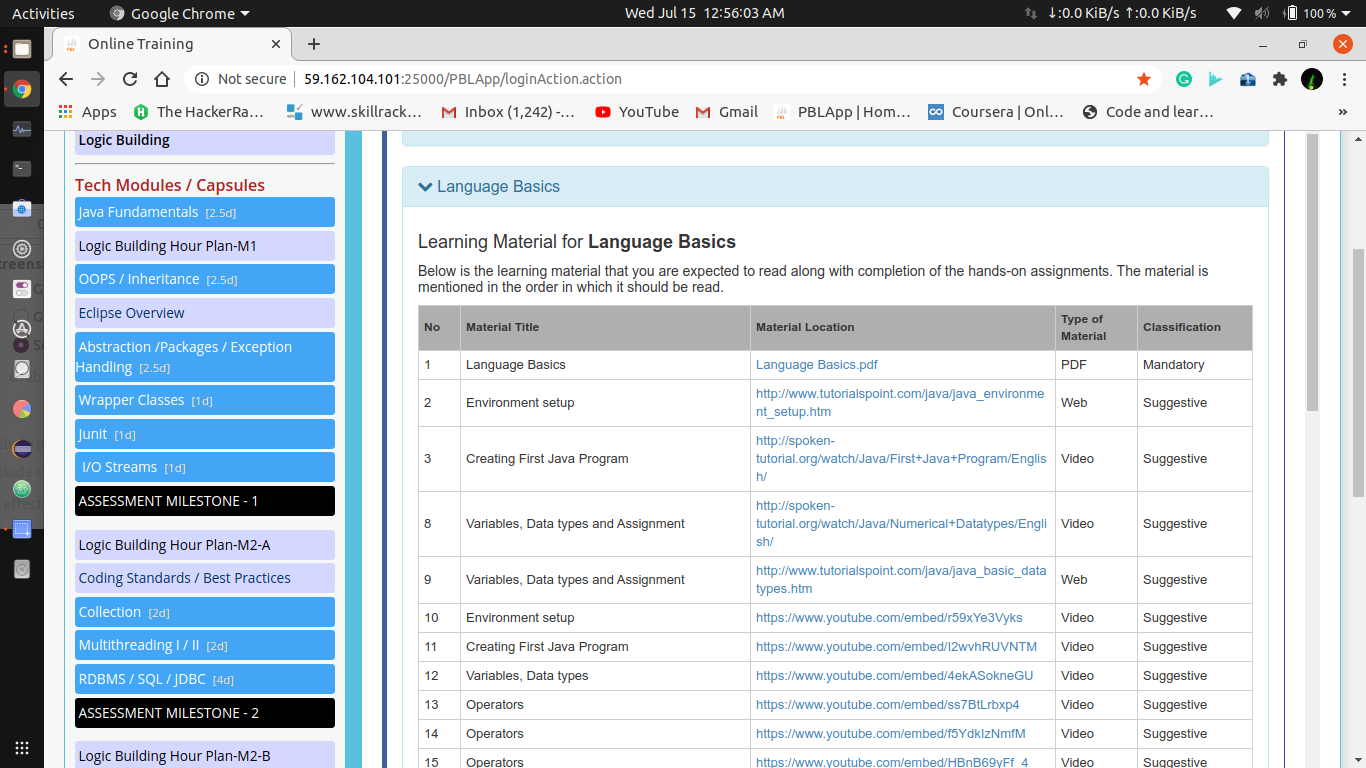 Activities
Google Chrome
Wed Jul 15 12:56:03 AM
↓:0.0 KiB/s ↑:0.0 KiB/s
100 %
Online Training
Not secure
59.162.104.101:25000/PBLApp/loginAction.action
Apps
The HackerRa...
www.skillrack...
Inbox (1,242) -...
YouTube
Gmail
PBLApp | Hom...
Coursera | Onl...
Code and lear...
»
Logic Building
Tech Modules / Capsules
Java Fundamentals [2.5d]
Logic Building Hour Plan-M1
OOPS / Inheritance [2.5d]
Eclipse Overview
Abstraction /Packages / Exception
Handling [2.5d]
Wrapper Classes [1d]
Junit [1d]
I/O Streams [1d]
ASSESSMENT MILESTONE - 1
Logic Building Hour Plan-M2-A
Coding Standards / Best Practices
Collection [2d]
Multithreading I / II [2d]
RDBMS / SQL / JDBC [4d]
ASSESSMENT MILESTONE - 2
Logic Building Hour Plan-M2-B
Language Basics
Learning Material for Language Basics
Below is the learning material that you are expected to read along with completion of the hands-on assignments. The material is
mentioned in the order in which it should be read.
No Material Title Material Location Type of
Material Classification
1 Language Basics Language Basics.pdf PDF Mandatory
2 Environment setup http://www.tutorialspoint.com/java/java_environme
nt_setup.htm Web Suggestive
3 Creating First Java Program http://spoken-
tutorial.org/watch/Java/First+Java+Program/Englis
h/ Video Suggestive
8 Variables, Data types and Assignment http://spoken-
tutorial.org/watch/Java/Numerical+Datatypes/Engli
sh/ Video Suggestive
9 Variables, Data types and Assignment http://www.tutorialspoint.com/java/java_basic_data
types.htm Web Suggestive
10 Environment setup https://www.youtube.com/embed/r59xYe3Vyks Video Suggestive
11 Creating First Java Program https://www.youtube.com/embed/I2wvhRUVNTM Video Suggestive
12 Variables, Data types https://www.youtube.com/embed/4ekASokneGU Video Suggestive
13 Operators https://www.youtube.com/embed/ss7BtLrbxp4 Video Suggestive
14 Operators https://www.youtube.com/embed/f5YdkIzNmfM Video Suggestive
15 Operators https://www.youtube.com/embed/HBnB69yFf_4 Video Suggestive